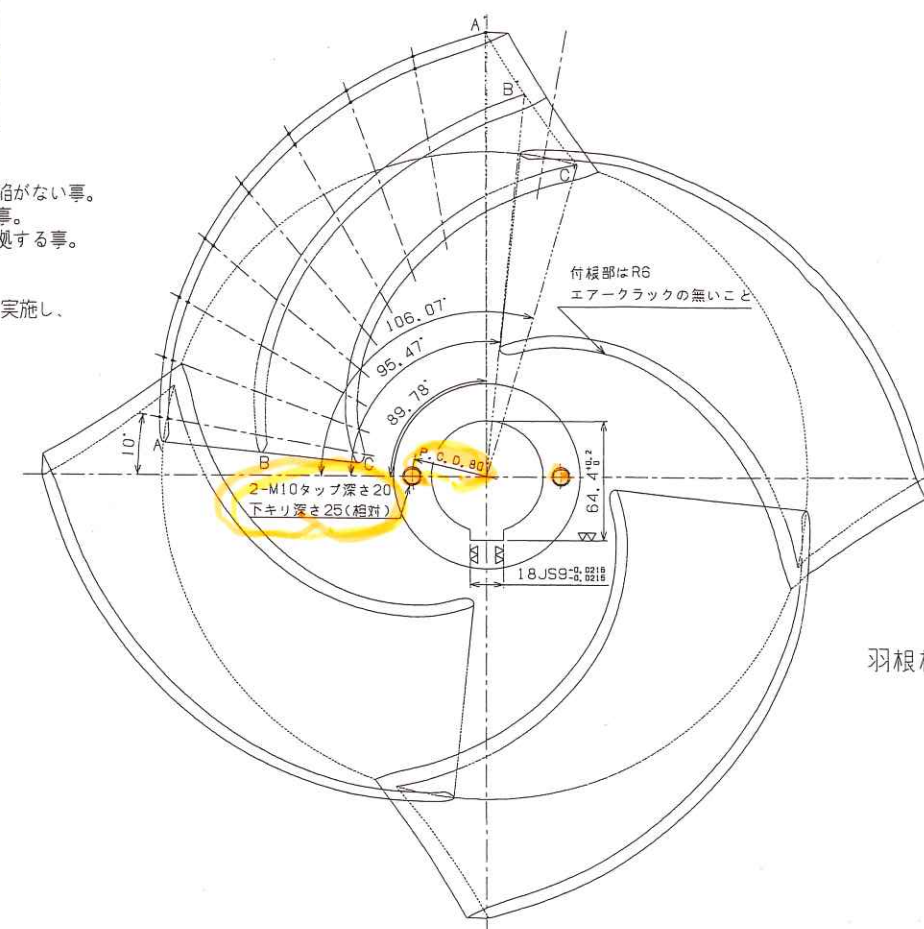 A'
B'
C'
陥がない事。
事。
処する事。
実施し、
付根部はR6
エアークラックの無いこと
106.07°
95.47°
89.78°
10°
A
B
C
P.C.D.80
2-M10タップ深さ20
下キリ深さ25(相対)
64.4 +0.2 0
18JS9
羽根